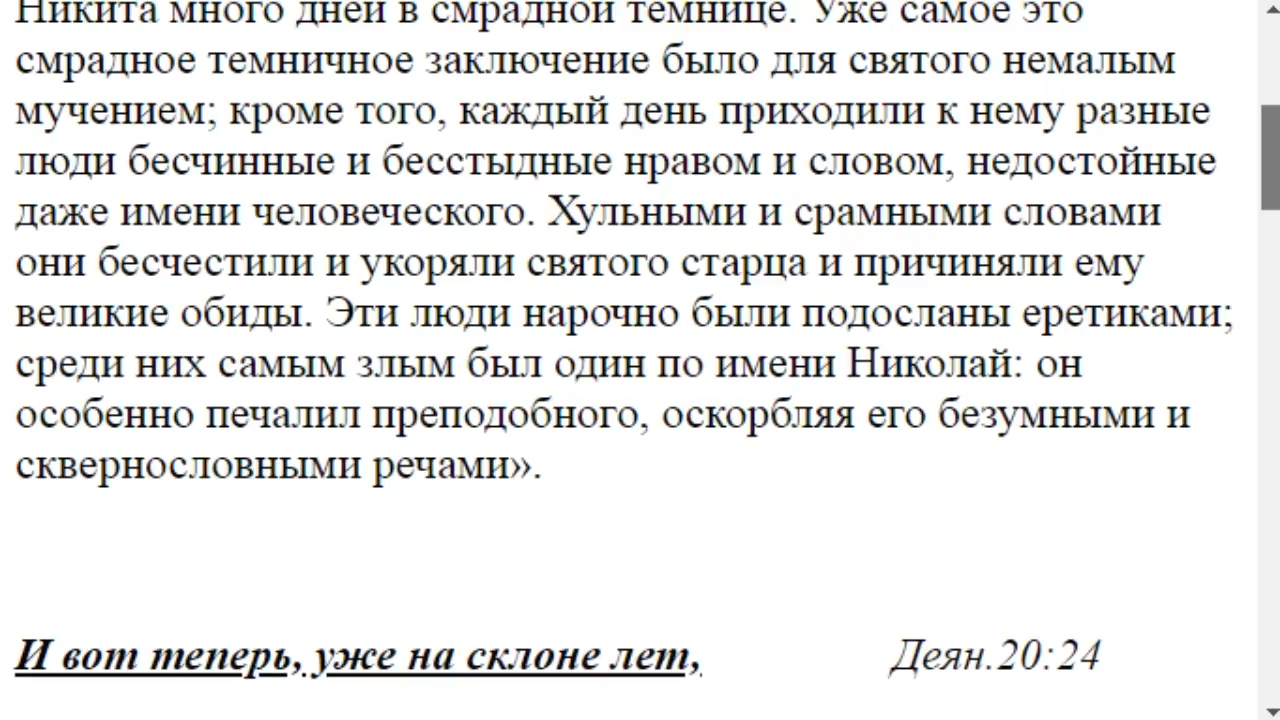 Никита много дней в смрадной темнице. Уже самое это
смрадное темничное заключение было для святого немалым
мучением; кроме того, каждый день приходили к нему разные
люди бесчинные и бесстыдные нравом и словом, недостойные
даже имени человеческого. Хульными и срамными словами
они бесчестили и укоряли святого старца и причиняли ему
великие обиды. Эти люди нарочно были подосланы еретиками;
среди них самым злым был один по имени Николай: он
особенно печалил преподобного, оскорбляя его безумными и
сквернословными речами».
И вот теперь, уже на склоне лет, Деян.20:24